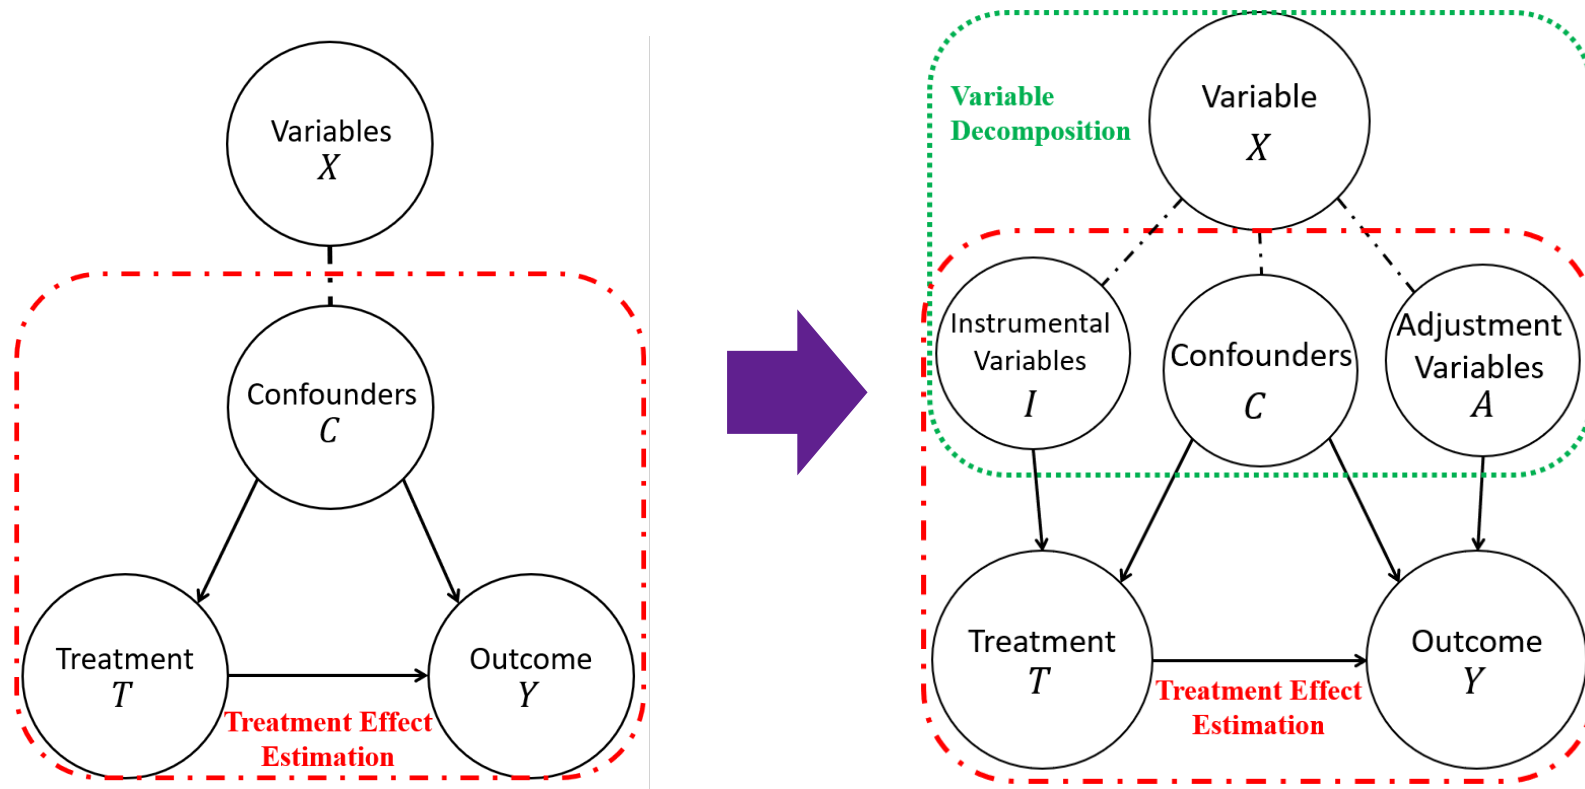 Variables
X
Confounders
C
Treatment
T
Outcome
Y
Treatment Effect
Estimation
Variable
Decomposition
Variable
X
Instrumental
Variables
I
Confounders
C
Adjustment
Variables
A
Treatment
T
Outcome
Y
Treatment Effect
Estimation